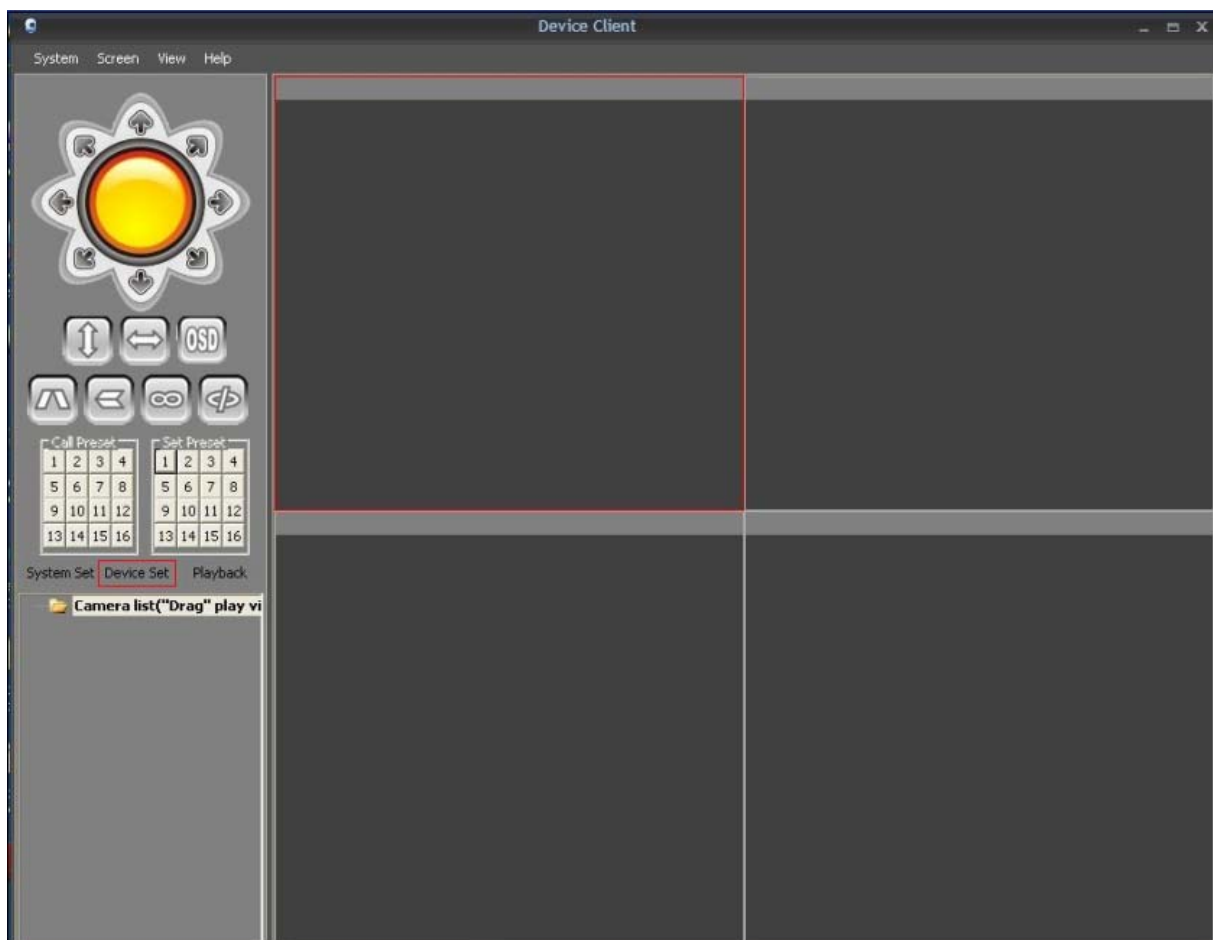 Device Client
System Screen View Help
OSD
Call Preset Set Preset
1 2 3 4 1 2 3 4
5 6 7 8 5 6 7 8
9 10 11 12 9 10 11 12
13 14 15 16 13 14 15 16
System Set Device Set Playback
Camera list("Drag" play vi